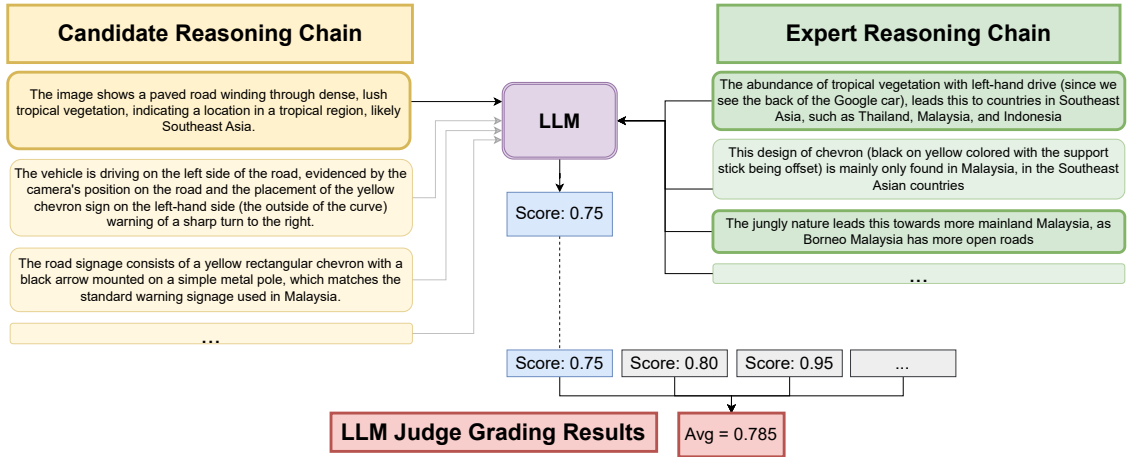 Candidate Reasoning Chain
The image shows a paved road winding through dense, lush
tropical vegetation, indicating a location in a tropical region, likely
Southeast Asia.
The vehicle is driving on the left side of the road, evidenced by the
camera's position on the road and the placement of the yellow
chevron sign on the left-hand side (the outside of the curve)
warning of a sharp turn to the right.
The road signage consists of a yellow rectangular chevron with a
black arrow mounted on a simple metal pole, which matches the
standard warning signage used in Malaysia.
...
LLM
Score: 0.75
Expert Reasoning Chain
The abundance of tropical vegetation with left-hand drive (since we
see the back of the Google car), leads this to countries in Southeast
Asia, such as Thailand, Malaysia, and Indonesia
This design of chevron (black on yellow colored with the support
stick being offset) is mainly only found in Malaysia, in the Southeast
Asian countries
The jungly nature leads this towards more mainland Malaysia, as
Borneo Malaysia has more open roads
...
Score: 0.75
Score: 0.80
Score: 0.95
...
LLM Judge Grading Results
Avg = 0.785